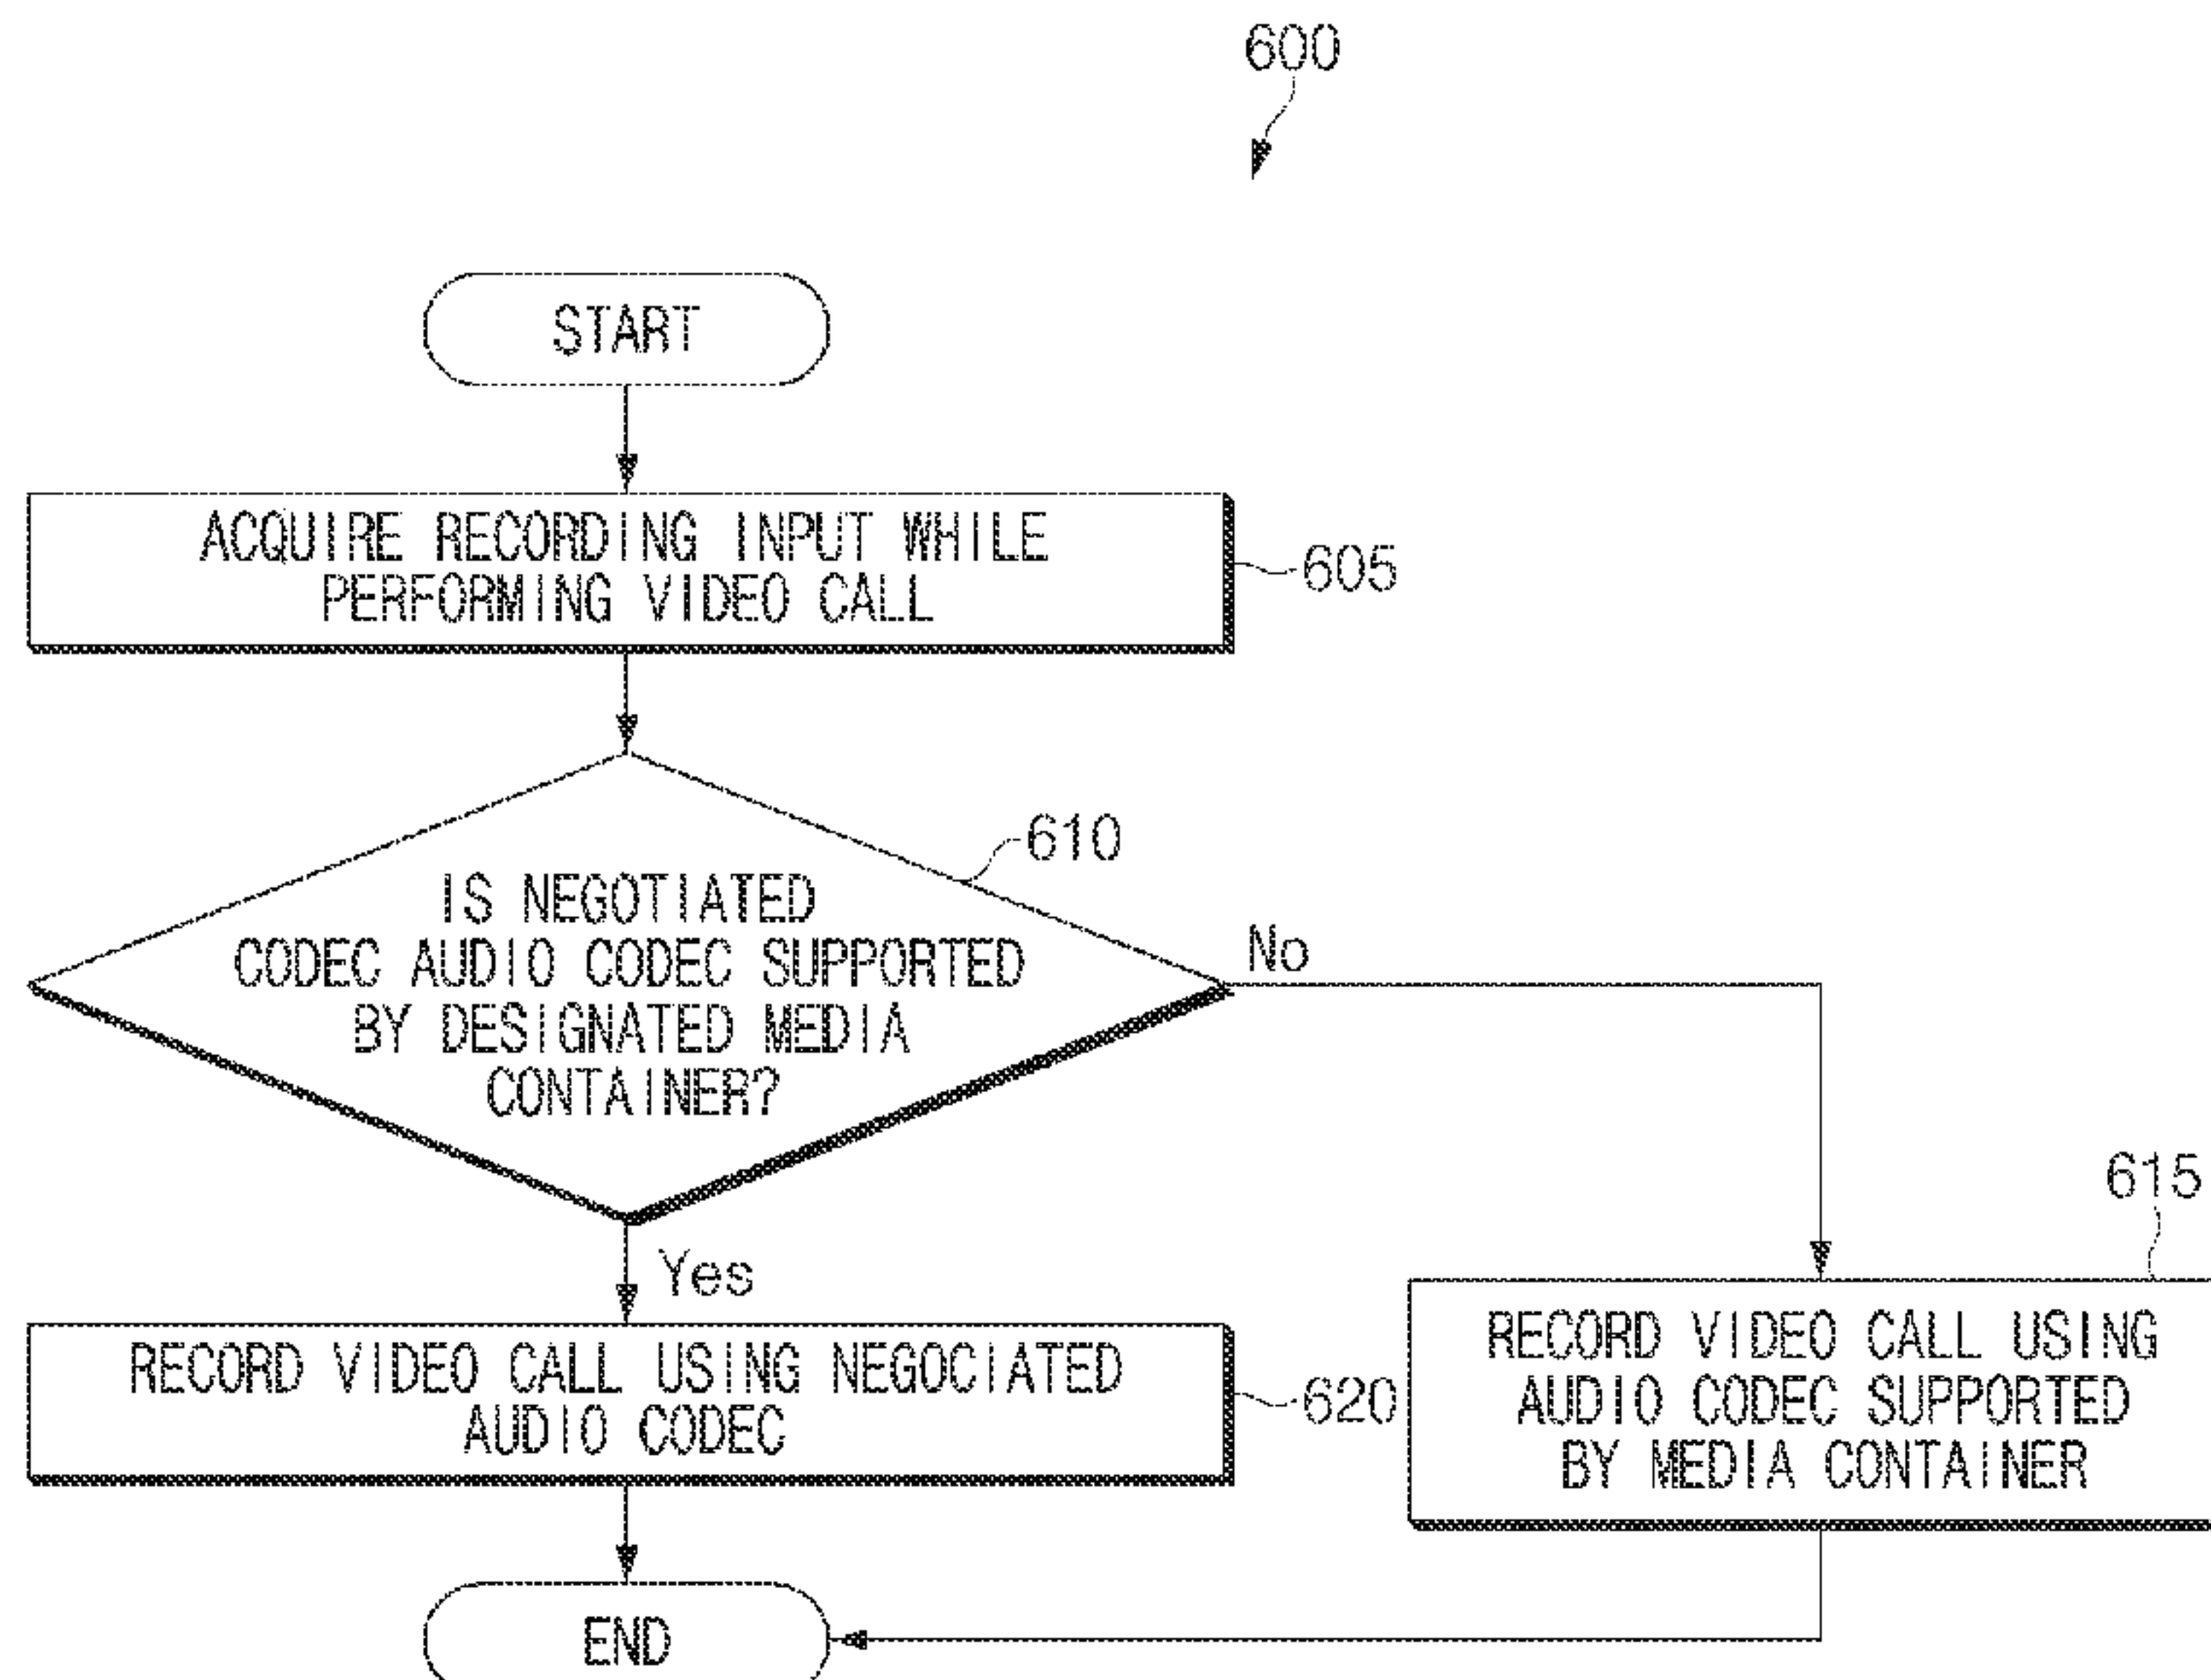 600
START
ACQUIRE RECORDING INPUT WHILE
PERFORMING VIDEO CALL
605
610
IS NEGOTIATED
CODEC AUDIO CODEC SUPPORTED
BY DESIGNATED MEDIA
CONTAINER?
No
Yes
615
RECORD VIDEO CALL USING NEGOCIATED
AUDIO CODEC
620
RECORD VIDEO CALL USING
AUDIO CODEC SUPPORTED
BY MEDIA CONTAINER
END